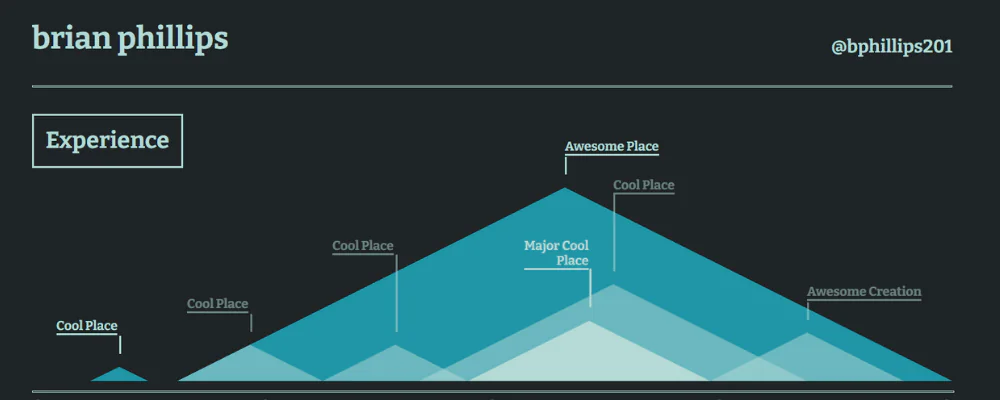 brian phillips
@bphillips201
Experience
Awesome Place
Cool Place
Cool Place
Major Cool
Place
Awesome Creation
Cool Place
Cool Place